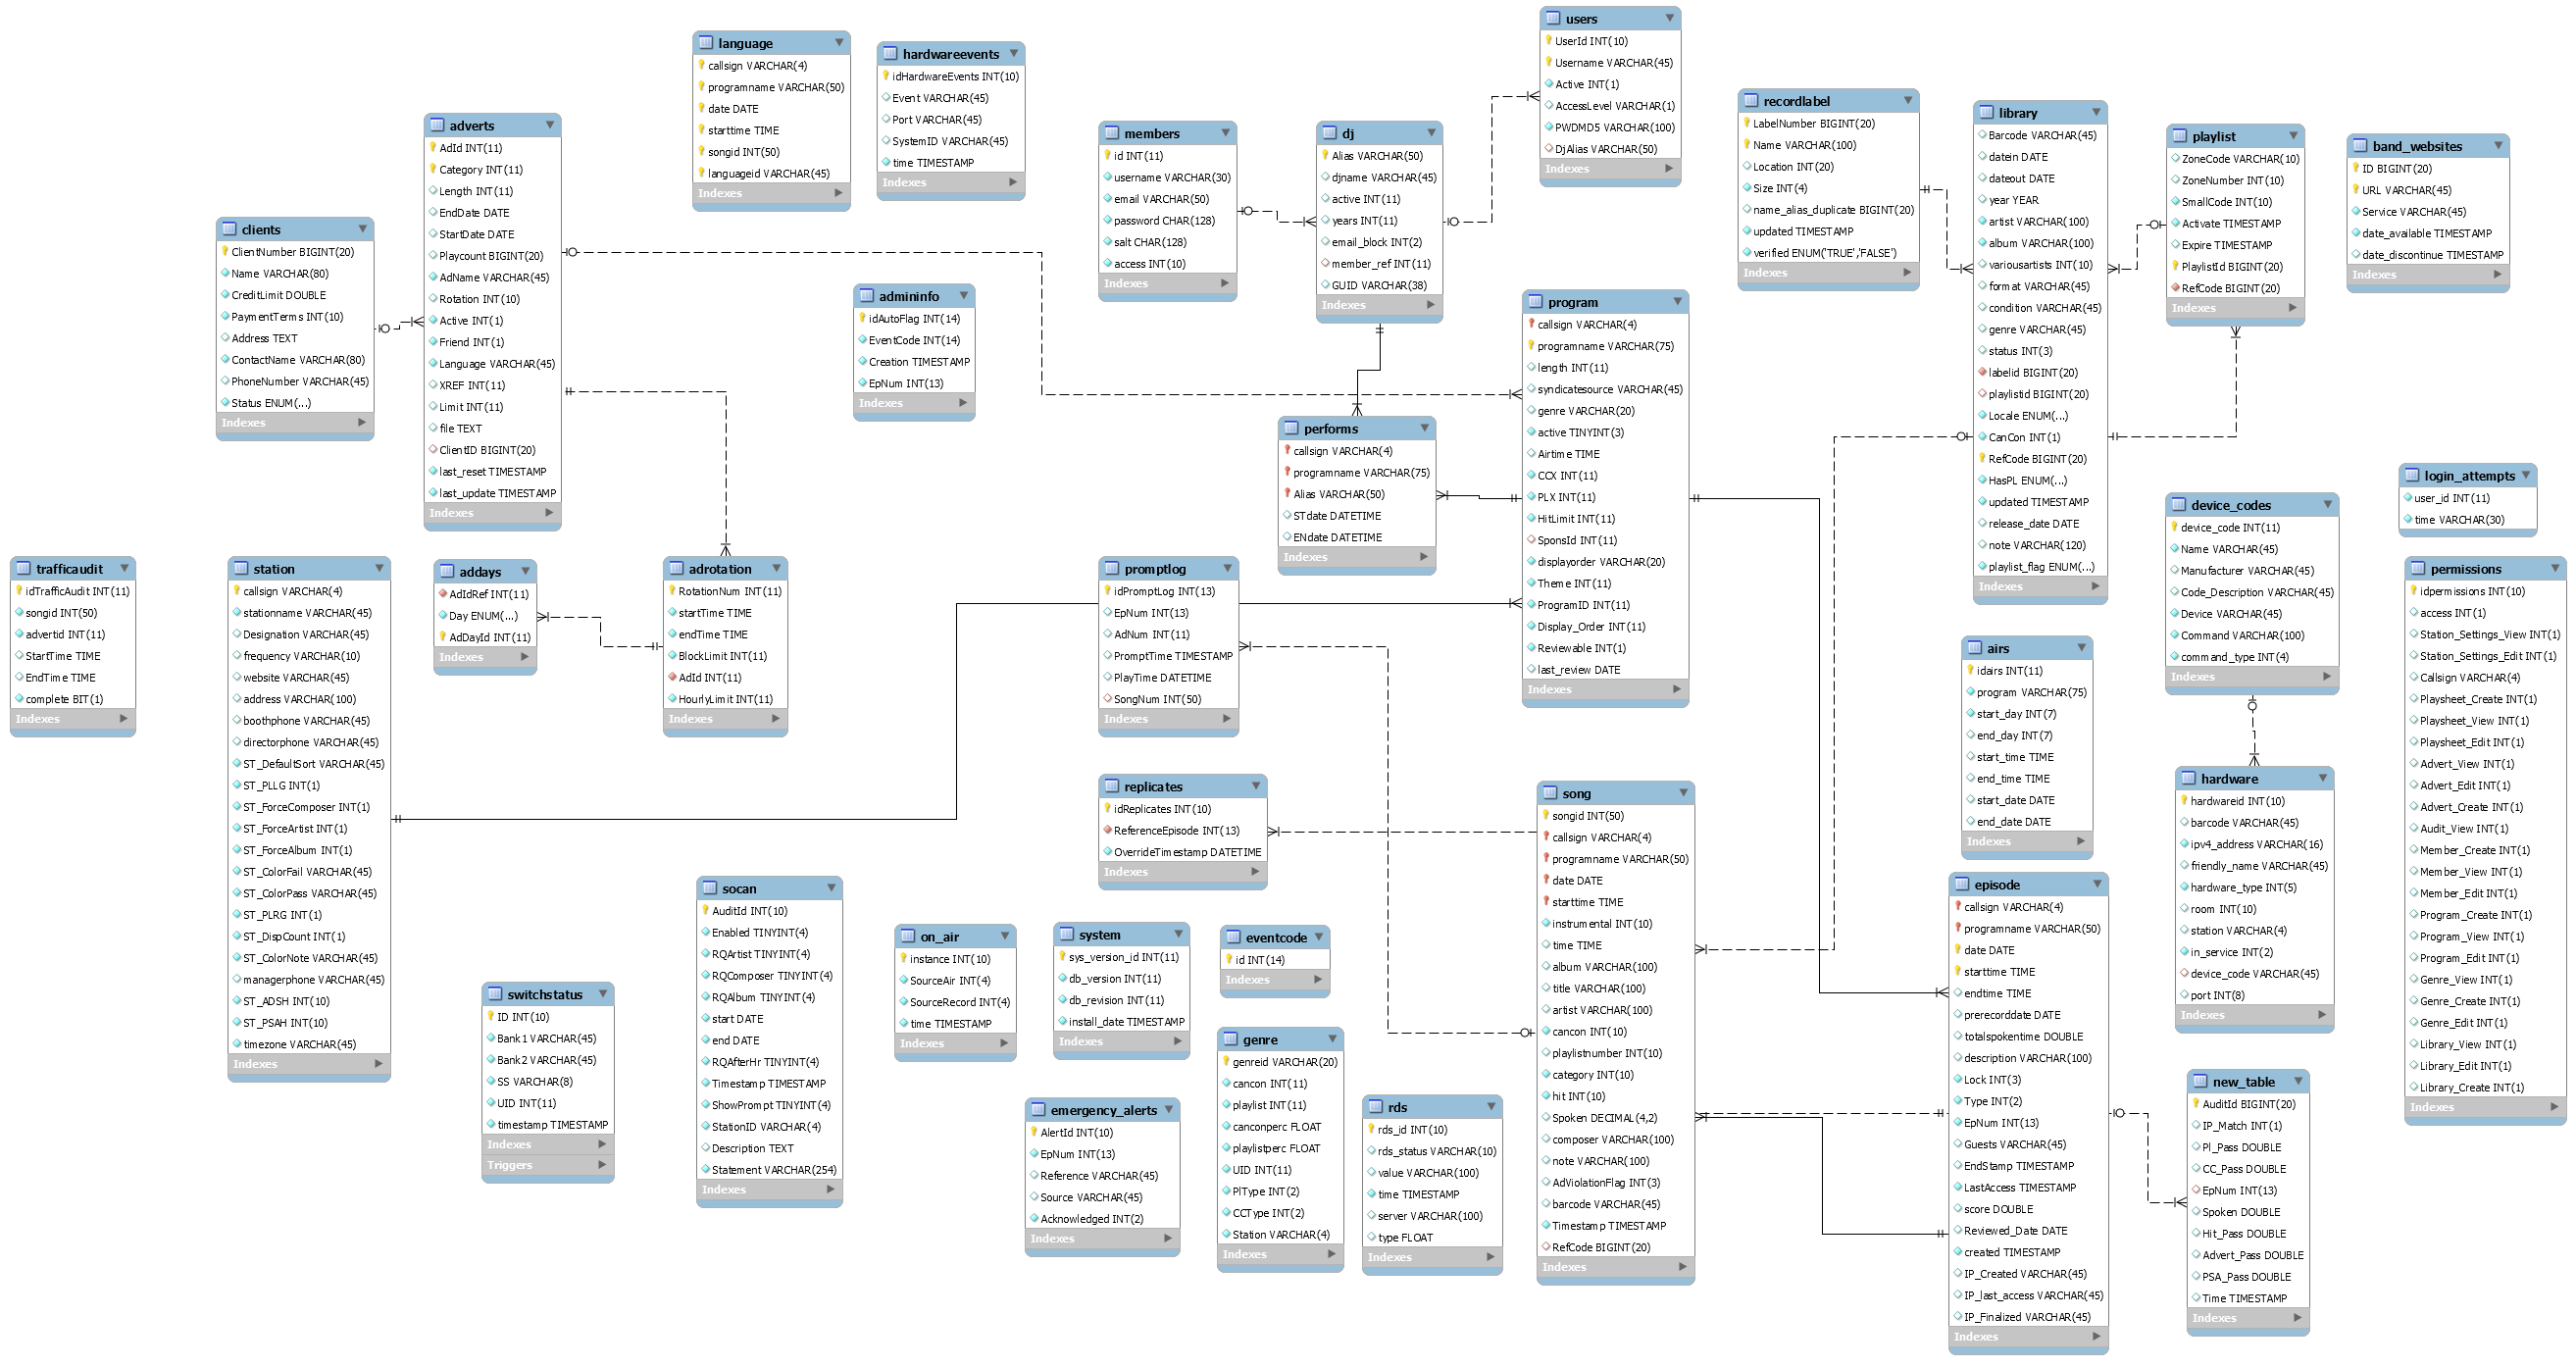 language
callsign VARCHAR(4)
programname VARCHAR(50)
date DATE
starttime TIME
songid INT(50)
languageid VARCHAR(45)
Indexes
hardwareevents
idHardwareEvents INT(10)
Event VARCHAR(45)
Port VARCHAR(45)
SystemID VARCHAR(45)
time TIMESTAMP
Indexes
users
UserId INT(10)
Username VARCHAR(45)
Active INT(1)
AccessLevel VARCHAR(1)
PWDMD5 VARCHAR(100)
DjAlias VARCHAR(50)
Indexes
adverts
AdId INT(11)
Category INT(11)
Length INT(11)
EndDate DATE
StartDate DATE
Playcount BIGINT(20)
AdName VARCHAR(45)
Rotation INT(10)
Active INT(1)
Friend INT(1)
Language VARCHAR(45)
XREF INT(11)
Limit INT(11)
file TEXT
ClientID BIGINT(20)
last_reset TIMESTAMP
last_update TIMESTAMP
Indexes
members
id INT(11)
username VARCHAR(30)
email VARCHAR(50)
password CHAR(128)
salt CHAR(128)
access INT(10)
Indexes
dj
Alias VARCHAR(50)
djname VARCHAR(45)
active INT(11)
years INT(11)
email_block INT(2)
member_ref INT(11)
GUID VARCHAR(38)
Indexes
recordlabel
LabelNumber BIGINT(20)
Name VARCHAR(100)
Location INT(20)
Size INT(4)
name_alias_duplicate BIGINT(20)
updated TIMESTAMP
verified ENUM('TRUE','FALSE')
Indexes
library
Barcode VARCHAR(45)
datein DATE
dateout DATE
year YEAR
artist VARCHAR(100)
album VARCHAR(100)
variousartists INT(10)
format VARCHAR(45)
condition VARCHAR(45)
genre VARCHAR(45)
status INT(3)
labelid BIGINT(20)
playlistid BIGINT(20)
Locale ENUM(...)
CanCon INT(1)
RefCode BIGINT(20)
HasPL ENUM(...)
updated TIMESTAMP
release_date DATE
note VARCHAR(120)
playlist_flag ENUM(...)
Indexes
playlist
ZoneCode VARCHAR(10)
ZoneNumber INT(10)
SmallCode INT(10)
Activate TIMESTAMP
Expire TIMESTAMP
PlaylistId BIGINT(20)
RefCode BIGINT(20)
Indexes
band_websites
ID BIGINT(20)
URL VARCHAR(45)
Service VARCHAR(45)
date_available TIMESTAMP
date_discontinue TIMESTAMP
Indexes
clients
ClientNumber BIGINT(20)
Name VARCHAR(80)
CreditLimit DOUBLE
PaymentTerms INT(10)
Address TEXT
ContactName VARCHAR(80)
PhoneNumber VARCHAR(45)
Status ENUM(...)
Indexes
admininfo
idAutoFlag INT(14)
EventCode INT(14)
Creation TIMESTAMP
EpNum INT(13)
Indexes
program
callsign VARCHAR(4)
programname VARCHAR(75)
length INT(11)
syndicatesource VARCHAR(45)
genre VARCHAR(20)
active TINYINT(3)
Airtime TIME
CCX INT(11)
PLX INT(11)
HitLimit INT(11)
SponsId INT(11)
displayorder VARCHAR(20)
Theme INT(11)
ProgramID INT(11)
Display_Order INT(11)
Reviewable INT(1)
last_review DATE
Indexes
performs
callsign VARCHAR(4)
programname VARCHAR(75)
Alias VARCHAR(50)
STdate DATETIME
ENdate DATETIME
Indexes
login_attempts
user_id INT(11)
time VARCHAR(30)
device_codes
device_code INT(11)
Name VARCHAR(45)
Manufacturer VARCHAR(45)
Code_Description VARCHAR(45)
Device VARCHAR(45)
Command VARCHAR(100)
command_type INT(4)
Indexes
trafficaudit
idTrafficAudit INT(11)
songid INT(50)
advertid INT(11)
StartTime TIME
EndTime TIME
complete BIT(1)
Indexes
station
callsign VARCHAR(4)
stationname VARCHAR(45)
Designation VARCHAR(45)
frequency VARCHAR(10)
website VARCHAR(45)
address VARCHAR(100)
boothphone VARCHAR(45)
directorphone VARCHAR(45)
ST_DefaultSort VARCHAR(45)
ST_PLLG INT(1)
ST_ForceComposer INT(1)
ST_ForceArtist INT(1)
ST_ForceAlbum INT(1)
ST_ColorFail VARCHAR(45)
ST_ColorPass VARCHAR(45)
ST_PLRG INT(1)
ST_DispCount INT(1)
ST_ColorNote VARCHAR(45)
managerphone VARCHAR(45)
ST_ADSH INT(10)
ST_PSAH INT(10)
timezone VARCHAR(45)
Indexes
addays
AdIdRef INT(11)
Day ENUM(...)
AdDayId INT(11)
Indexes
adrotation
RotationNum INT(11)
startTime TIME
endTime TIME
BlockLimit INT(11)
AdId INT(11)
HourlyLimit INT(11)
Indexes
promptlog
idPromptLog INT(13)
EpNum INT(13)
AdNum INT(11)
PromptTime TIMESTAMP
PlayTime DATETIME
SongNum INT(50)
Indexes
permissions
idpermissions INT(10)
access INT(1)
Station_Settings_View INT(1)
Station_Settings_Edit INT(1)
Callsign VARCHAR(4)
Playsheet_Create INT(1)
Playsheet_View INT(1)
Playsheet_Edit INT(1)
Advert_View INT(1)
Advert_Edit INT(1)
Advert_Create INT(1)
Audit_View INT(1)
Member_Create INT(1)
Member_View INT(1)
Member_Edit INT(1)
Program_Create INT(1)
Program_View INT(1)
Program_Edit INT(1)
Genre_View INT(1)
Genre_Create INT(1)
Genre_Edit INT(1)
Library_View INT(1)
Library_Edit INT(1)
Library_Create INT(1)
Indexes
airs
idairs INT(11)
program VARCHAR(75)
start_day INT(7)
end_day INT(7)
start_time TIME
end_time TIME
start_date DATE
end_date DATE
Indexes
replicates
idReplicates INT(10)
ReferenceEpisode INT(13)
OverrideTimestamp DATETIME
Indexes
song
songid INT(50)
callsign VARCHAR(4)
programname VARCHAR(50)
date DATE
starttime TIME
instrumental INT(10)
time TIME
album VARCHAR(100)
title VARCHAR(100)
artist VARCHAR(100)
cancon INT(10)
playlistnumber INT(10)
category INT(10)
hit INT(10)
Spoken DECIMAL(4,2)
composer VARCHAR(100)
note VARCHAR(100)
AdViolationFlag INT(3)
barcode VARCHAR(45)
Timestamp TIMESTAMP
RefCode BIGINT(20)
Indexes
hardware
hardwareid INT(10)
barcode VARCHAR(45)
ipv4_address VARCHAR(16)
friendly_name VARCHAR(45)
hardware_type INT(5)
room INT(10)
station VARCHAR(4)
in_service INT(2)
device_code VARCHAR(45)
port INT(8)
Indexes
episode
callsign VARCHAR(4)
programname VARCHAR(50)
date DATE
starttime TIME
endtime TIME
prerecorddate DATE
totalspokentime DOUBLE
description VARCHAR(100)
Lock INT(3)
Type INT(2)
EpNum INT(13)
Guests VARCHAR(45)
EndStamp TIMESTAMP
LastAccess TIMESTAMP
score DOUBLE
Reviewed_Date DATE
created TIMESTAMP
IP_Created VARCHAR(45)
IP_last_access VARCHAR(45)
IP_Finalized VARCHAR(45)
Indexes
socan
AuditId INT(10)
Enabled TINYINT(4)
RQArtist TINYINT(4)
RQComposer TINYINT(4)
RQAlbum TINYINT(4)
start DATE
end DATE
RQAfterHr TINYINT(4)
Timestamp TIMESTAMP
ShowPrompt TINYINT(4)
StationID VARCHAR(4)
Description TEXT
Statement VARCHAR(254)
Indexes
on_air
instance INT(10)
SourceAir INT(4)
SourceRecord INT(4)
time TIMESTAMP
Indexes
system
sys_version_id INT(11)
db_version INT(11)
db_revision INT(11)
install_date TIMESTAMP
Indexes
eventcode
id INT(14)
Indexes
switchstatus
ID INT(10)
Bank1 VARCHAR(45)
Bank2 VARCHAR(45)
SS VARCHAR(8)
UID INT(11)
timestamp TIMESTAMP
Indexes
Triggers
genre
genreid VARCHAR(20)
cancon INT(11)
playlist INT(11)
canconperc FLOAT
playlistperc FLOAT
UID INT(11)
PlType INT(2)
CCType INT(2)
Station VARCHAR(4)
Indexes
emergency_alerts
AlertId INT(10)
EpNum INT(13)
Reference VARCHAR(45)
Source VARCHAR(45)
Acknowledged INT(2)
Indexes
rds
rds_id INT(10)
rds_status VARCHAR(10)
value VARCHAR(100)
time TIMESTAMP
server VARCHAR(100)
type FLOAT
Indexes
new_table
AuditId BIGINT(20)
IP_Match INT(1)
Pl_Pass DOUBLE
CC_Pass DOUBLE
EpNum INT(13)
Spoken DOUBLE
Hit_Pass DOUBLE
Advert_Pass DOUBLE
PSA_Pass DOUBLE
Time TIMESTAMP
Indexes